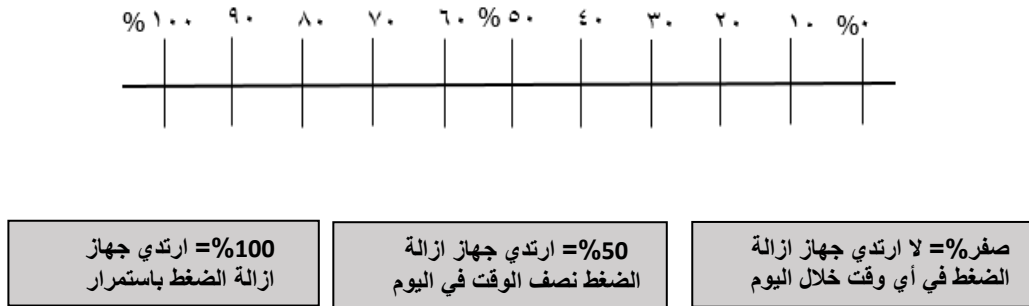 %٠ ١٠ ٢٠ ٣٠ ٤٠ ٥٠ % ٦٠ ٧٠ ٨٠ ٩٠ ١٠٠ %
صفر%= لا ارتدي جهاز ازالة
الضغط في أي وقت خلال اليوم
50%= ارتدي جهاز ازالة
الضغط نصف الوقت في اليوم
100%= ارتدي جهاز
ازالة الضغط باستمرار